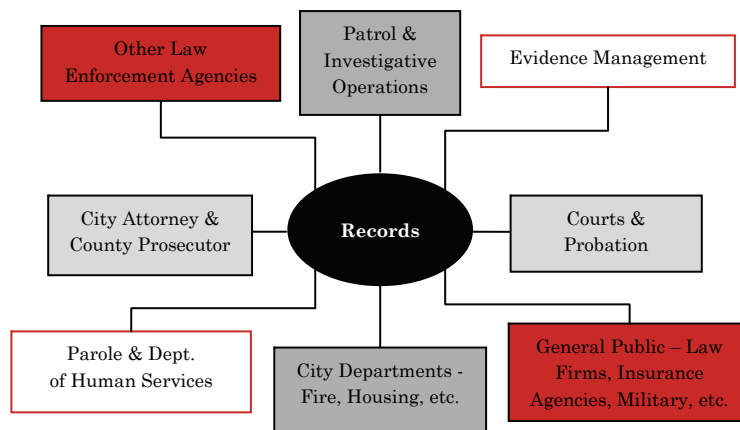 Other Law
Enforcement Agencies
Patrol &
Investigative
Operations
Evidence Management
City Attorney &
County Prosecutor
Records
Courts &
Probation
Parole & Dept.
of Human Services
City Departments -
Fire, Housing, etc.
General Public – Law
Firms, Insurance
Agencies, Military, etc.